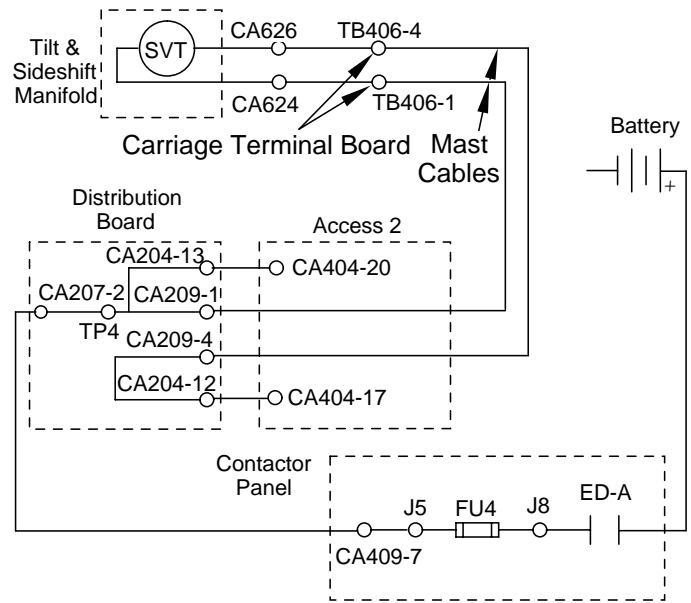 CA626
TB406-4
Tilt &
Sideshift
Manifold
SVT
CA624
TB406-1
Carriage Terminal Board
Mast
Cables
Battery
+
Distribution
Board
Access 2
CA204-13
CA404-20
CA207-2
CA209-1
TP4
CA209-4
CA204-12
CA404-17
Contactor
Panel
J5
FU4
J8
ED-A
CA409-7